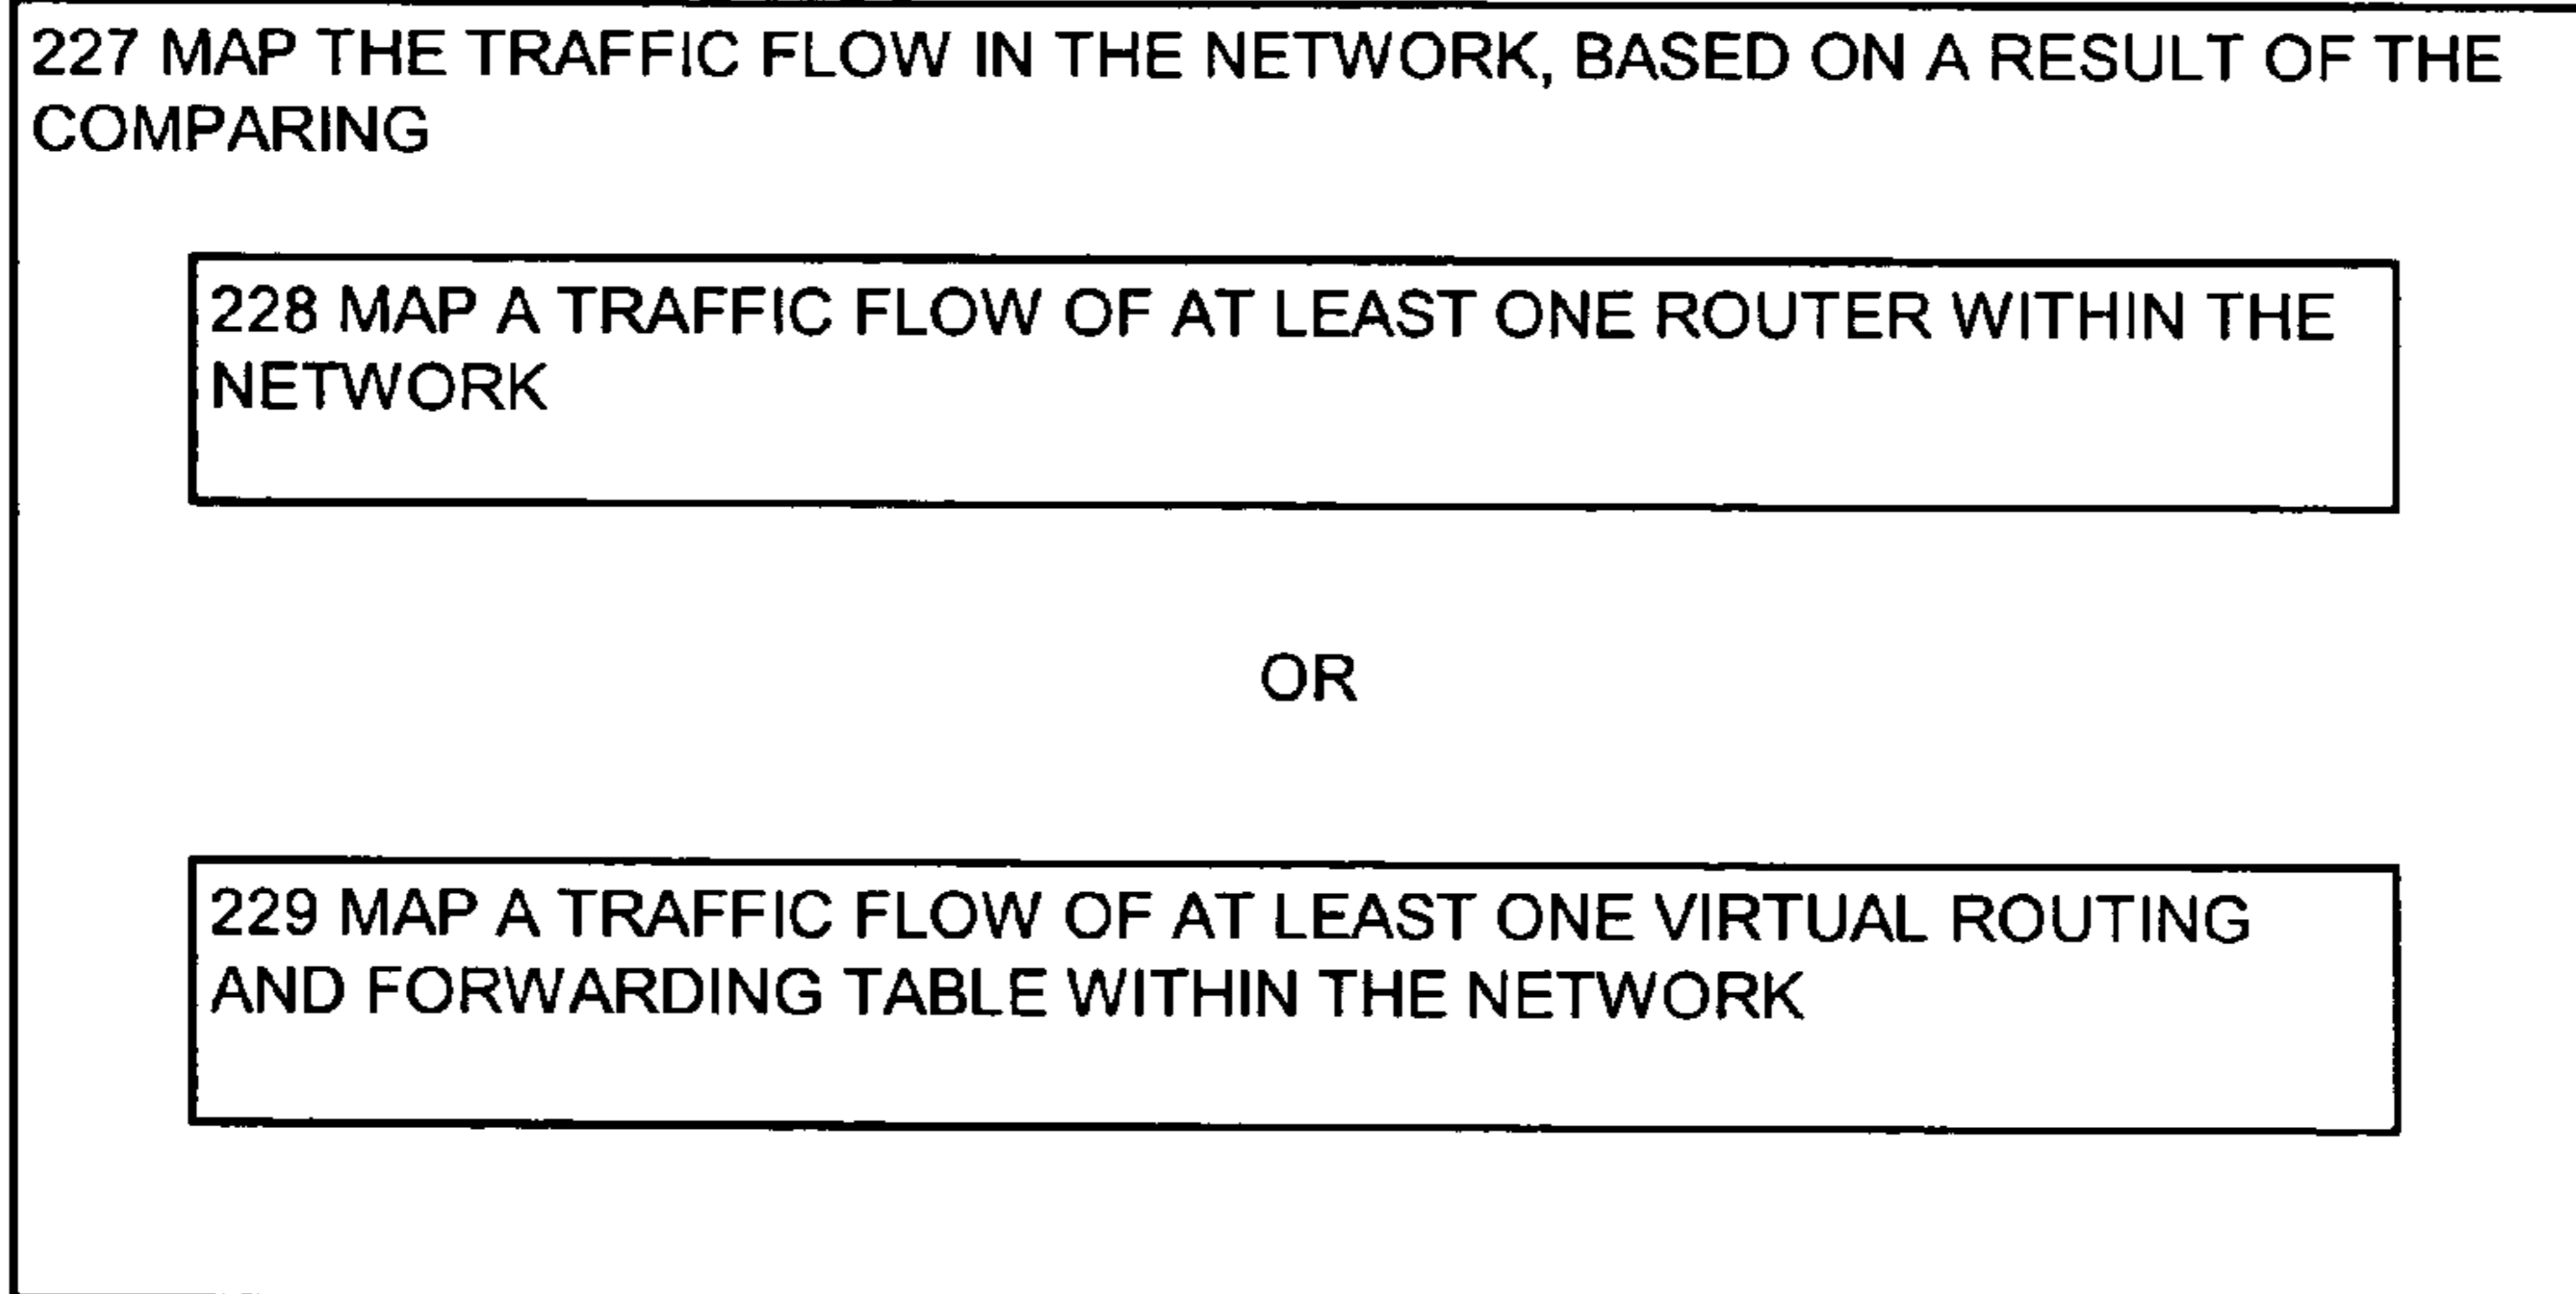 227 MAP THE TRAFFIC FLOW IN THE NETWORK, BASED ON A RESULT OF THE
COMPARING
228 MAP A TRAFFIC FLOW OF AT LEAST ONE ROUTER WITHIN THE
NETWORK
OR
229 MAP A TRAFFIC FLOW OF AT LEAST ONE VIRTUAL ROUTING
AND FORWARDING TABLE WITHIN THE NETWORK